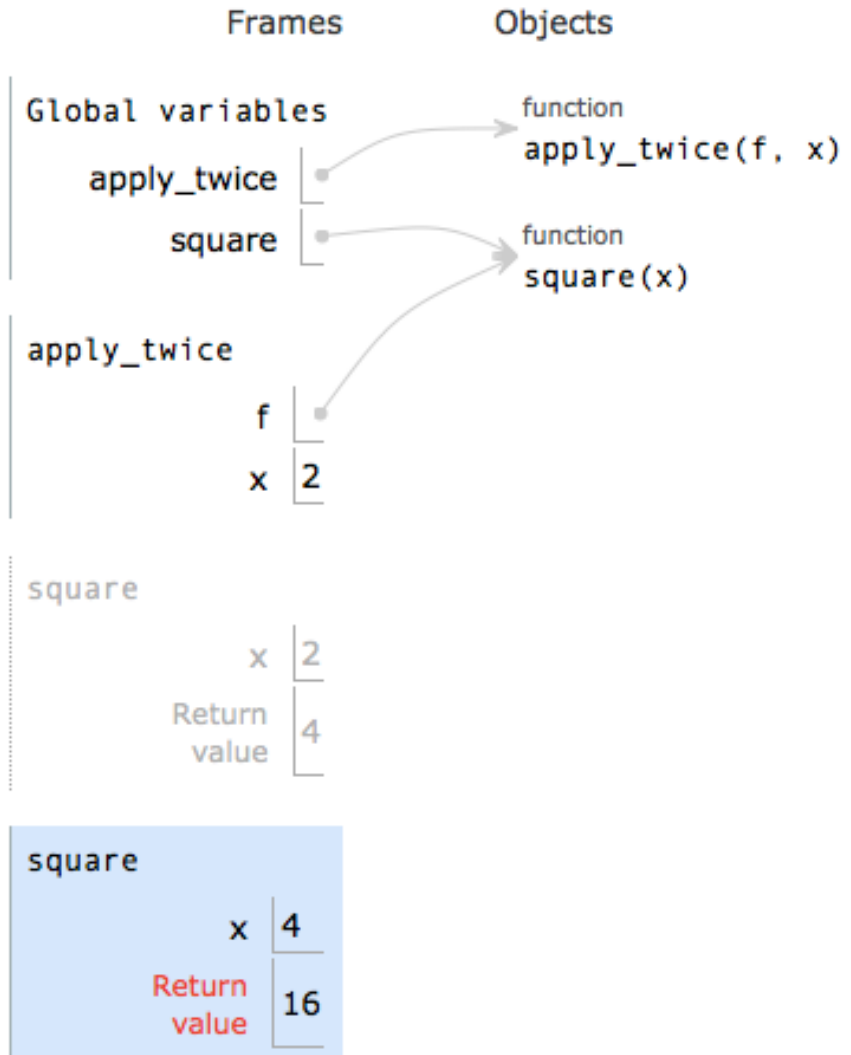 Frames Objects
Global variables
function
apply_twice(f, x)
apply_twice
square
function
square(x)
apply_twice
f
x 2
square
x 2
Return
value 4
square
x 4
Return
value 16